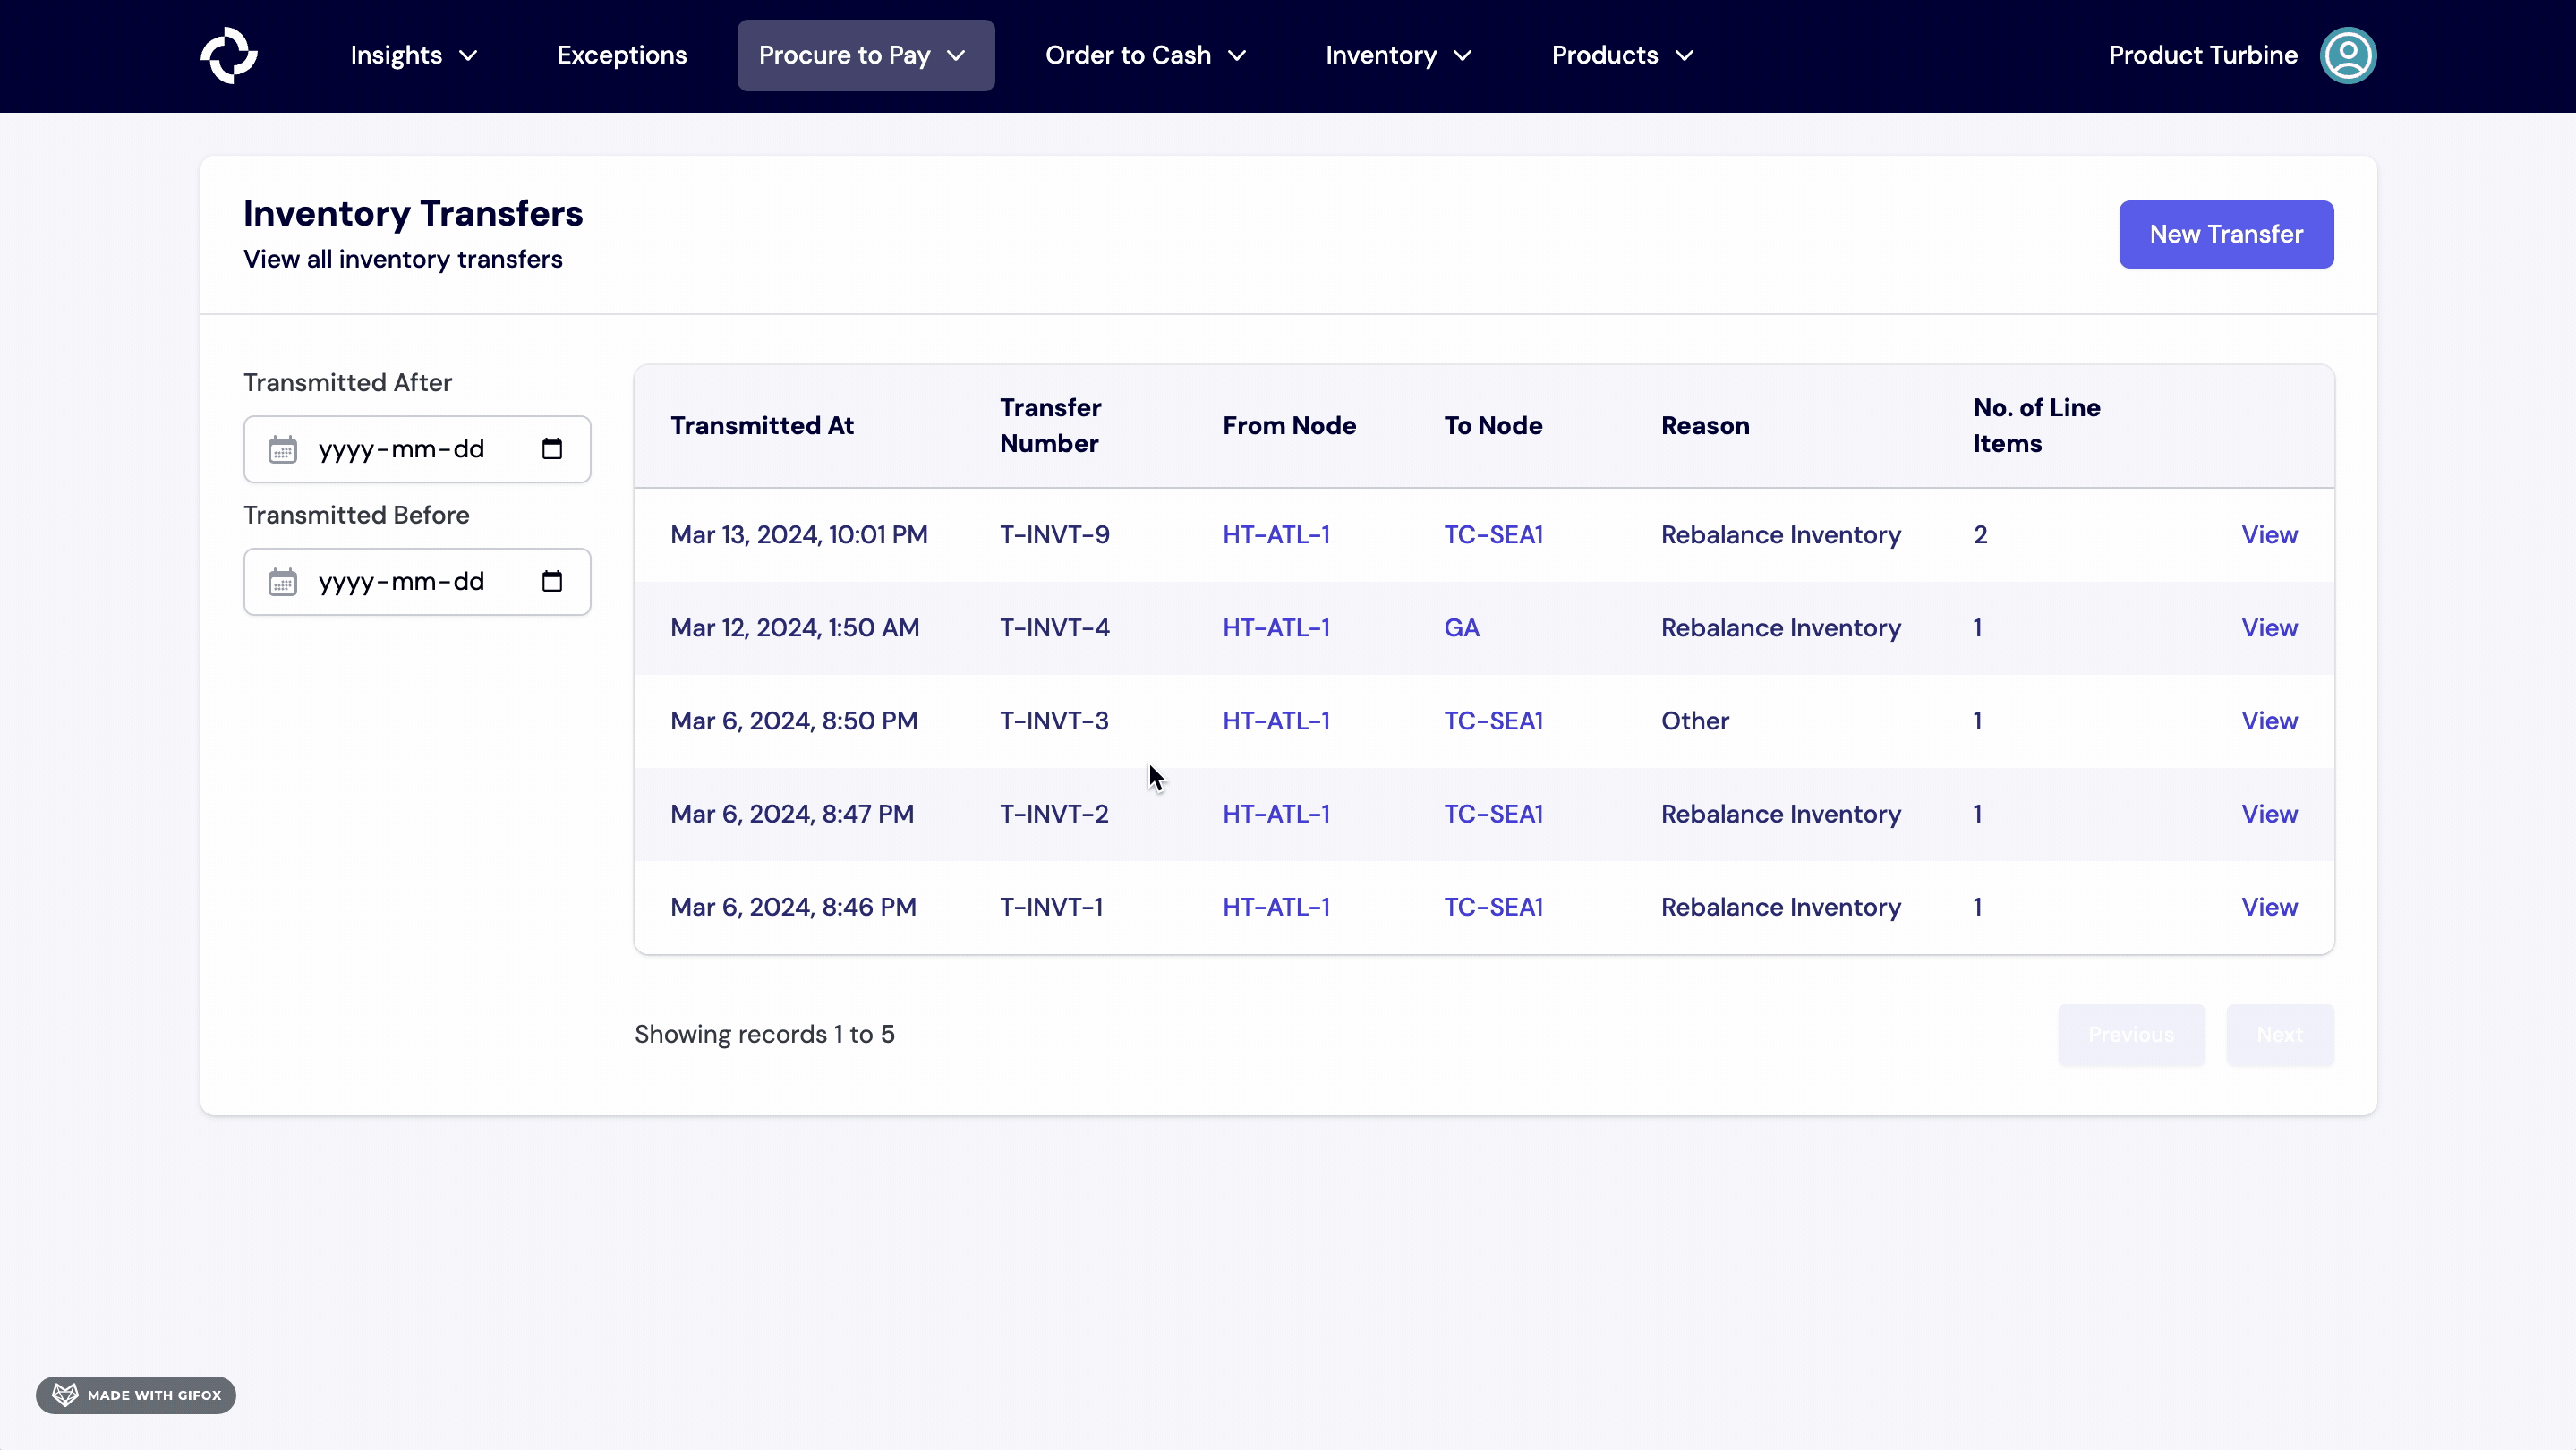 Insights Exceptions Procure to Pay Order to Cash Inventory Products Product Turbine
Inventory Transfers
View all inventory transfers
New Transfer
Transmitted After
yyyy-mm-dd
Transmitted Before
yyyy-mm-dd
Transmitted At Transfer Number From Node To Node Reason No. of Line Items
Mar 13, 2024, 10:01 PM T-INVT-9 HT-ATL-1 TC-SEA1 Rebalance Inventory 2 View
Mar 12, 2024, 1:50 AM T-INVT-4 HT-ATL-1 GA Rebalance Inventory 1 View
Mar 6, 2024, 8:50 PM T-INVT-3 HT-ATL-1 TC-SEA1 Other 1 View
Mar 6, 2024, 8:47 PM T-INVT-2 HT-ATL-1 TC-SEA1 Rebalance Inventory 1 View
Mar 6, 2024, 8:46 PM T-INVT-1 HT-ATL-1 TC-SEA1 Rebalance Inventory 1 View
Showing records 1 to 5 Previous Next
MADE WITH GIFOX